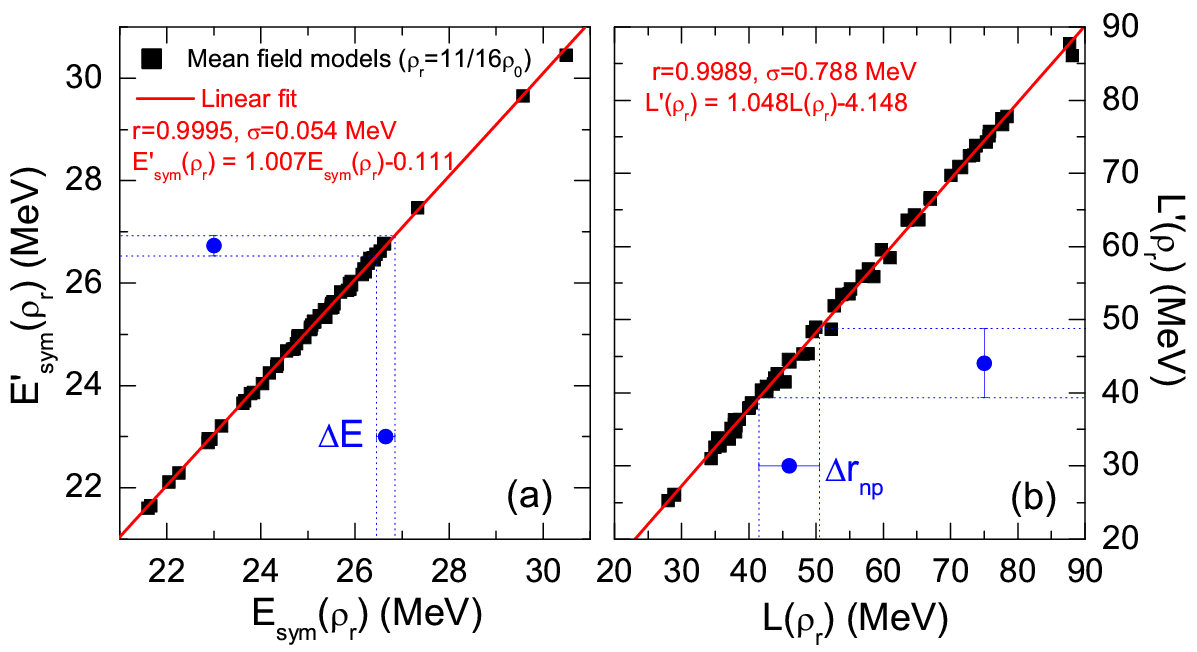 Mean field models (ρr=11/16ρ0)
Linear fit
r=0.9995, σ=0.054 MeV
E'sym(ρr) = 1.007Esym(ρr)-0.111
ΔE
(a)
E'sym(ρr) (MeV)
30
28
26
24
22
22 24 26 28 30
Esym(ρr) (MeV)
r=0.9989, σ=0.788 MeV
L'(ρr) = 1.048L(ρr)-4.148
Δrnp
(b)
90
80
70
60
50
40
30
20
L'(ρr) (MeV)
20 30 40 50 60 70 80 90
L(ρr) (MeV)